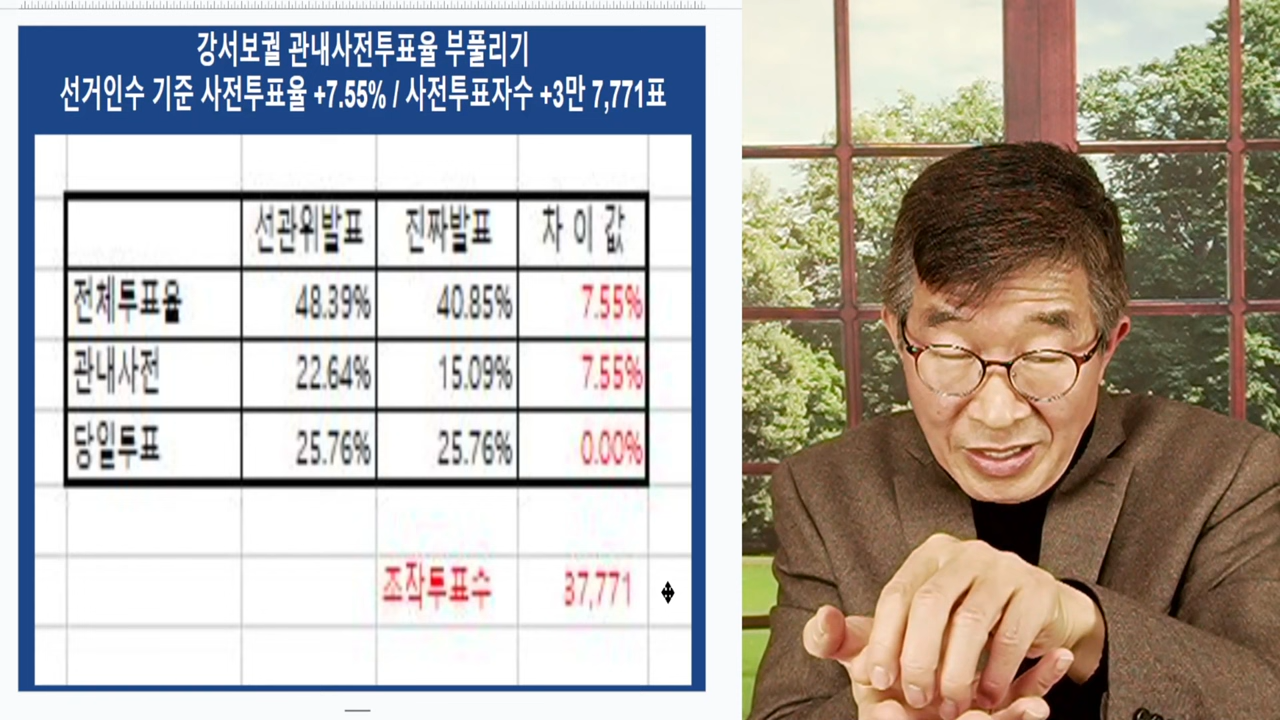 강서보궐 관내사전투표율 부풀리기
선거인수 기준 사전투표율 +7.55% / 사전투표자수 +3만 7,771표
선관위발표 진짜발표 차 이 값
전체투표율 48.39% 40.85% 7.55%
관내사전 22.64% 15.09% 7.55%
당일투표 25.76% 25.76% 0.00%
조작투표수 37,771